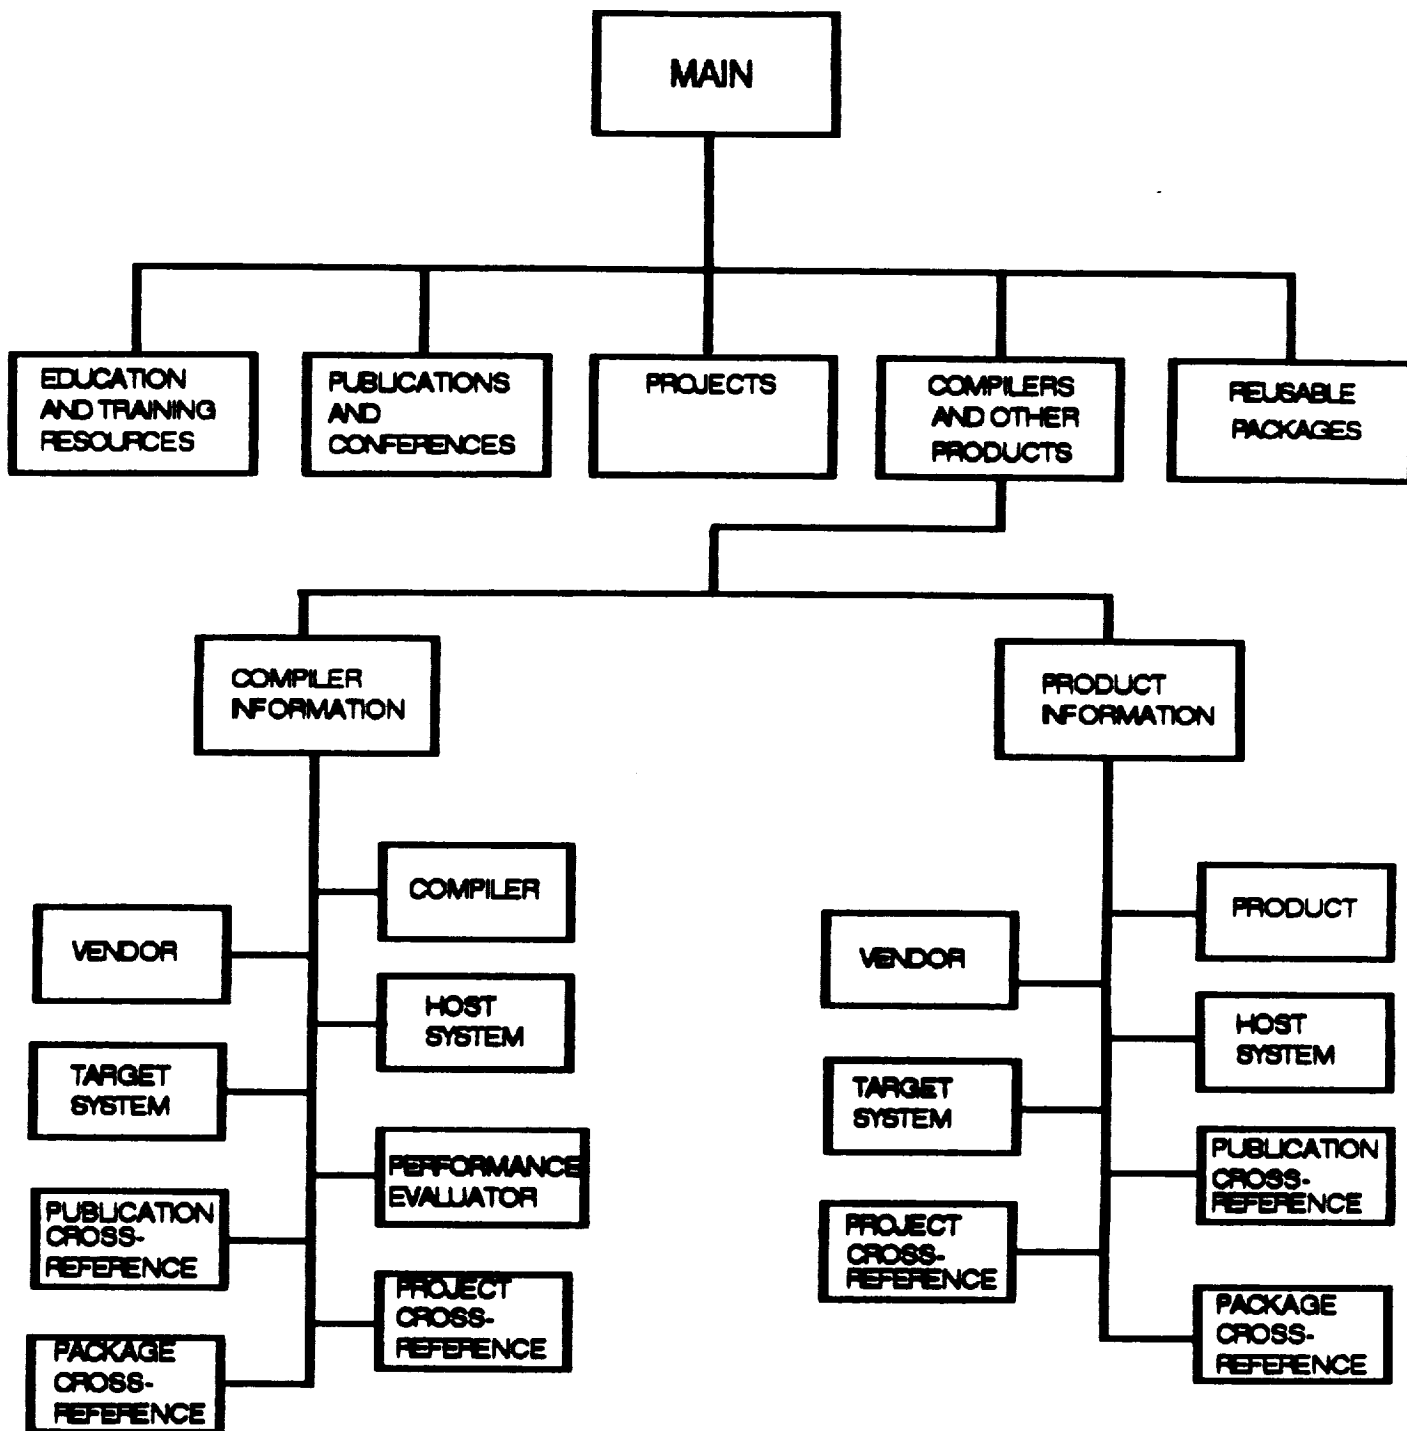 MAIN
EDUCATION
AND TRAINING
RESOURCES
PUBLICATIONS
AND
CONFERENCES
PROJECTS
COMPILERS
AND OTHER
PRODUCTS
REUSABLE
PACKAGES
COMPILER
INFORMATION
PRODUCT
INFORMATION
COMPILER
VENDOR
HOST
SYSTEM
TARGET
SYSTEM
PERFORMANCE
EVALUATOR
PUBLICATION
CROSS-
REFERENCE
PROJECT
CROSS-
REFERENCE
PACKAGE
CROSS-
REFERENCE
PRODUCT
VENDOR
HOST
SYSTEM
TARGET
SYSTEM
PUBLICATION
CROSS-
REFERENCE
PROJECT
CROSS-
REFERENCE
PACKAGE
CROSS-
REFERENCE